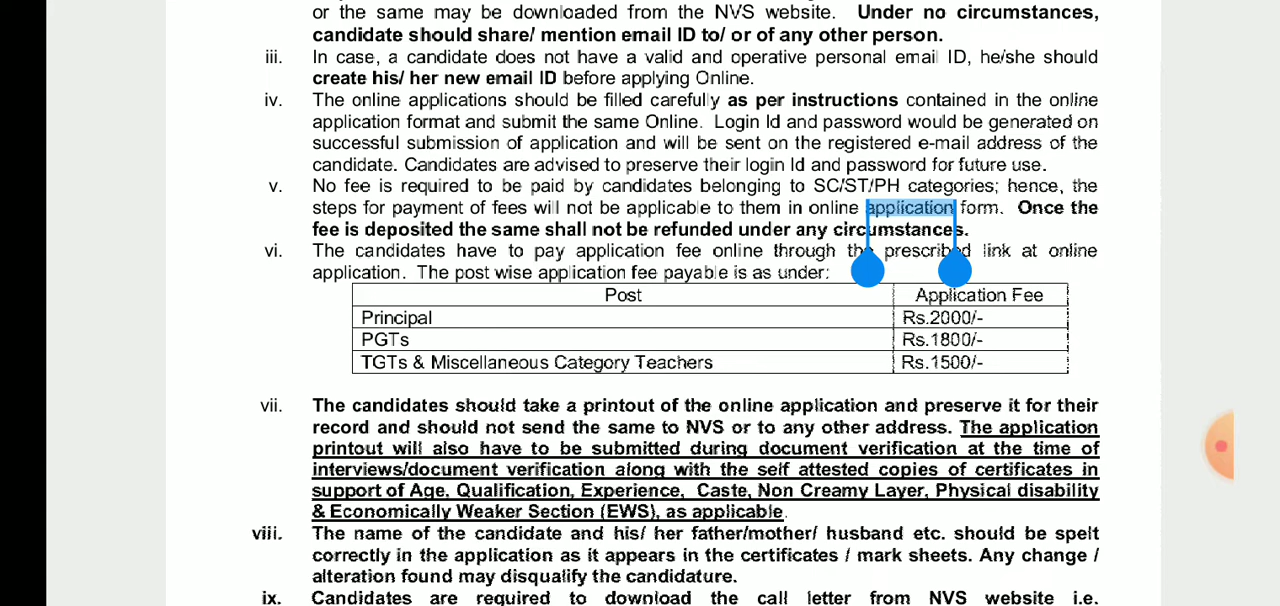 or the same may be downloaded from the NVS website. Under no circumstances,
candidate should share/ mention email ID to/ or of any other person.
iii. In case, a candidate does not have a valid and operative personal email ID, he/she should
create his/ her new email ID before applying Online.
iv. The online applications should be filled carefully as per instructions contained in the online
application format and submit the same Online. Login Id and password would be generated on
successful submission of application and will be sent on the registered e-mail address of the
candidate. Candidates are advised to preserve their login Id and password for future use.
v. No fee is required to be paid by candidates belonging to SC/ST/PH categories; hence, the
steps for payment of fees will not be applicable to them in online application form. Once the
fee is deposited the same shall not be refunded under any circumstances.
vi. The candidates have to pay application fee online through the prescribed link at online
application. The post wise application fee payable is as under:
Post Application Fee
Principal Rs.2000/-
PGTs Rs.1800/-
TGTs & Miscellaneous Category Teachers Rs.1500/-
vii. The candidates should take a printout of the online application and preserve it for their
record and should not send the same to NVS or to any other address. The application
printout will also have to be submitted during document verification at the time of
interviews/document verification along with the self attested copies of certificates in
support of Age, Qualification, Experience, Caste, Non Creamy Layer, Physical disability
& Economically Weaker Section (EWS), as applicable.
viii. The name of the candidate and his/ her father/mother/ husband etc. should be spelt
correctly in the application as it appears in the certificates / mark sheets. Any change /
alteration found may disqualify the candidature.
ix. Candidates are required to download the call letter from NVS website i.e.